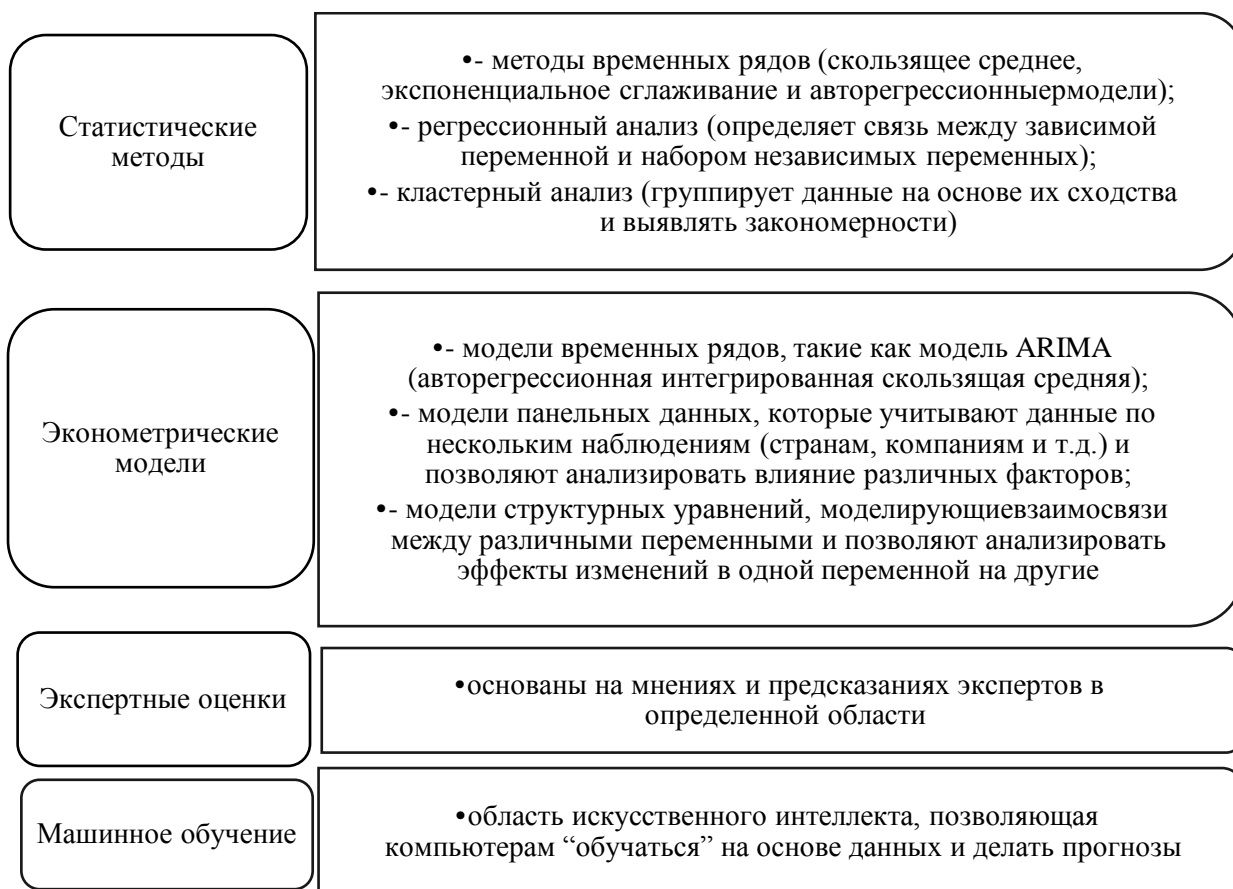 Статистические
методы
•- методы временных рядов (скользящее среднее,
экспоненциальное сглаживание и авторегрессионныермодели);
•- регрессионный анализ (определяет связь между зависимой
переменной и набором независимых переменных);
•- кластерный анализ (группирует данные на основе их сходства
и выявлять закономерности)
Эконометрические
модели
•- модели временных рядов, такие как модель ARIMA
(авторегрессионная интегрированная скользящая средняя);
•- модели панельных данных, которые учитывают данные по
нескольким наблюдениям (странам, компаниям и т.д.) и
позволяют анализировать влияние различных факторов;
•- модели структурных уравнений, моделирующиевзаимосвязи
между различными переменными и позволяют анализировать
эффекты изменений в одной переменной на другие
Экспертные оценки
•основаны на мнениях и предсказаниях экспертов в
определенной области
Машинное обучение
•область искусственного интеллекта, позволяющая
компьютерам “обучаться” на основе данных и делать прогнозы